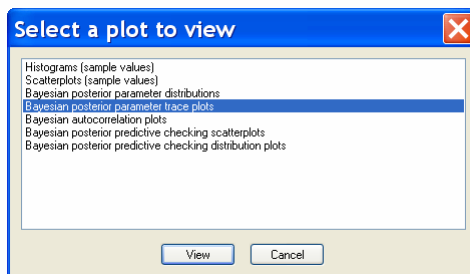 Select a plot to view
Histograms (sample values)
Scatterplots (sample values)
Bayesian posterior parameter distributions
Bayesian posterior parameter trace plots
Bayesian autocorrelation plots
Bayesian posterior predictive checking scatterplots
Bayesian posterior predictive checking distribution plots
View Cancel